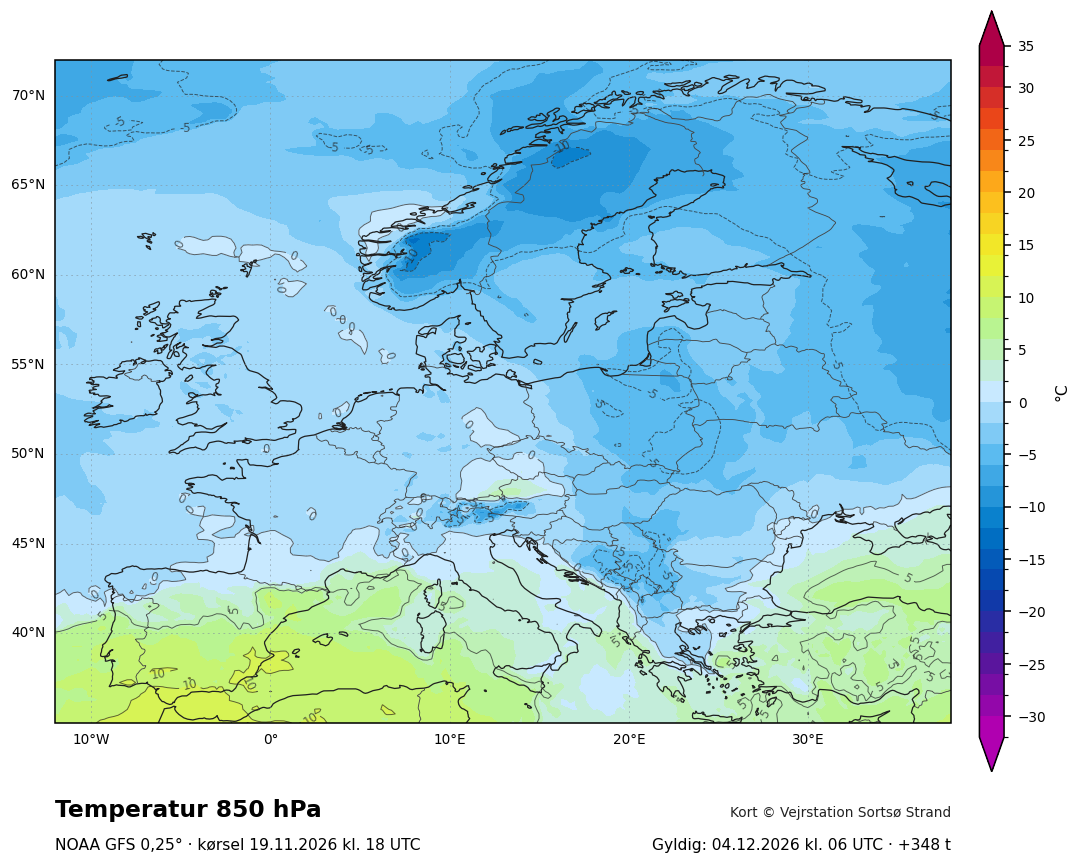 70°N
65°N
60°N
55°N
50°N
45°N
40°N
10°W
0°
10°E
20°E
30°E
35
30
25
20
15
10
5
0
−5
−10
−15
−20
−25
−30
°C
Temperatur 850 hPa
Kort © Vejrstation Sortsø Strand
NOAA GFS 0,25° · kørsel 19.11.2026 kl. 18 UTC
Gyldig: 04.12.2026 kl. 06 UTC · +348 t